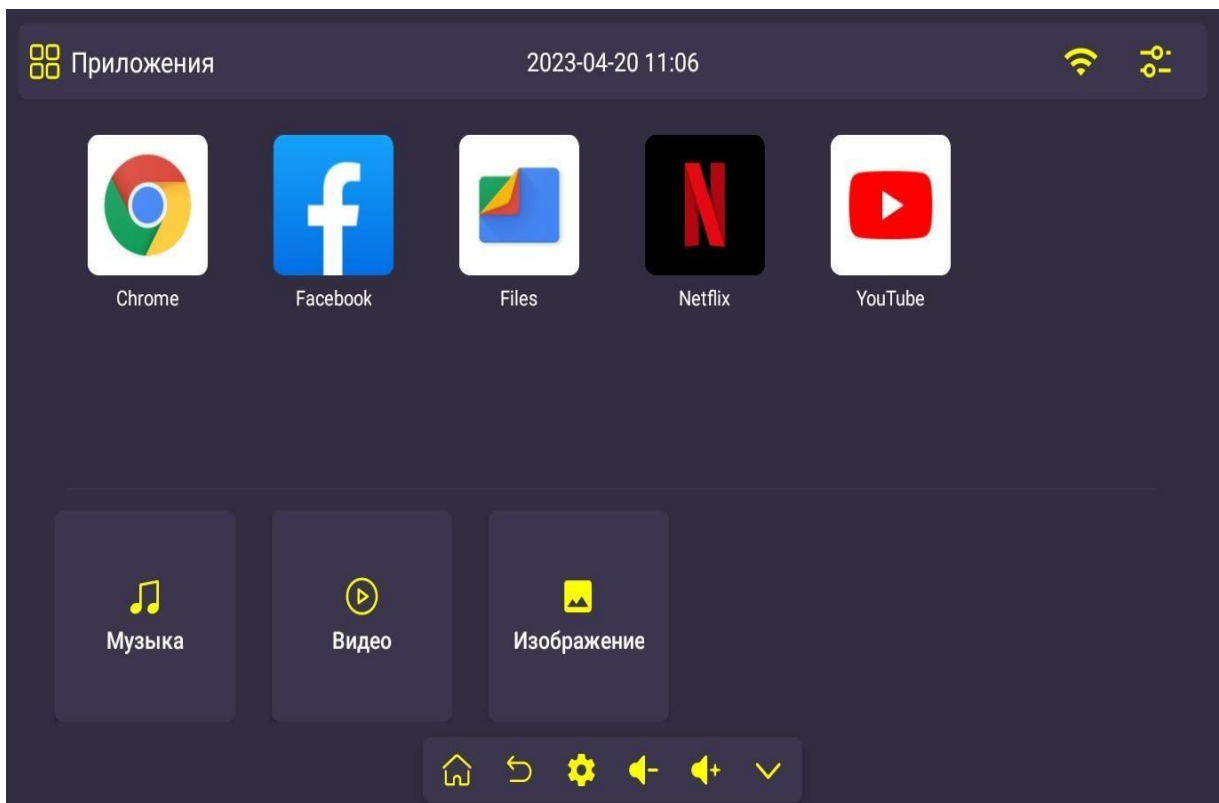 Приложения
2023-04-20 11:06
Chrome
Facebook
Files
Netflix
YouTube
Музыка
Видео
Изображение